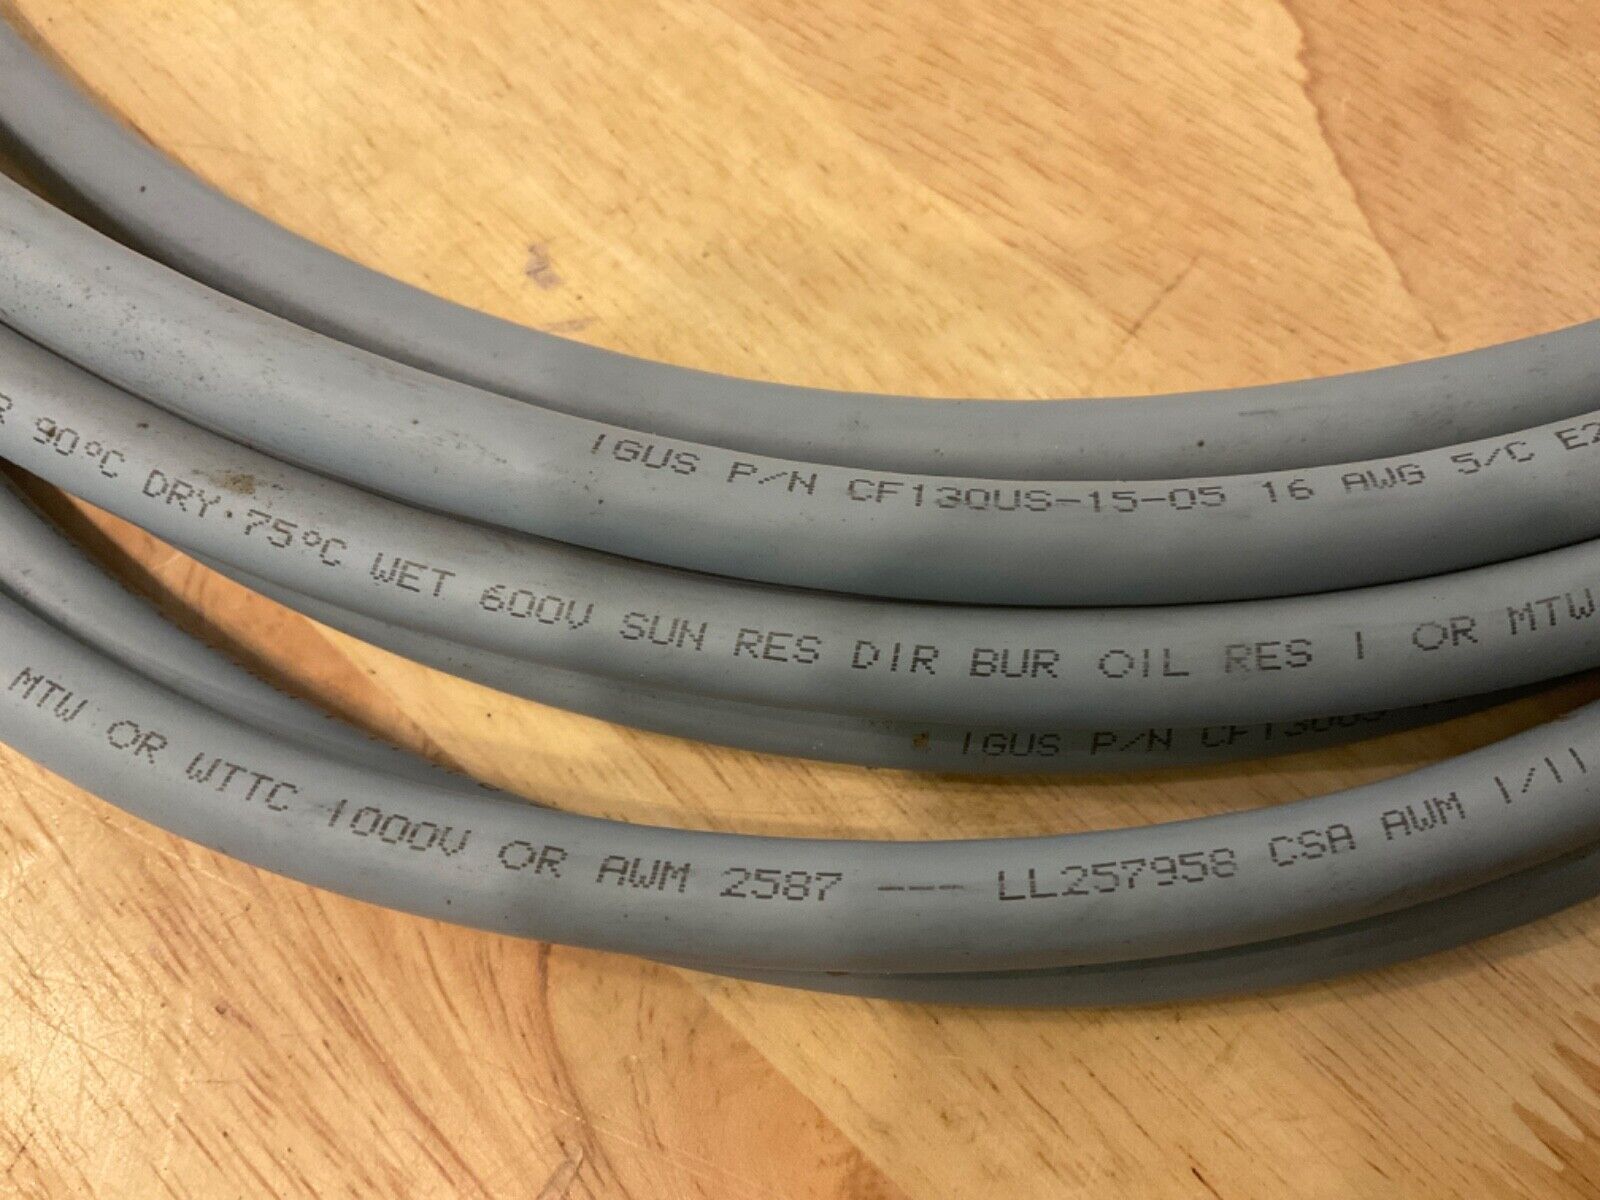 IGUS P/N CF130US-15-05 16 AWG 5/C
90°C DRY 75°C WET 600V SUN RES DIR BUR OIL RES I OR MTW
IGUS P/N
MTW OR WTTC 1000V OR AWM 2587 --- LL257958 CSA AWM I/II